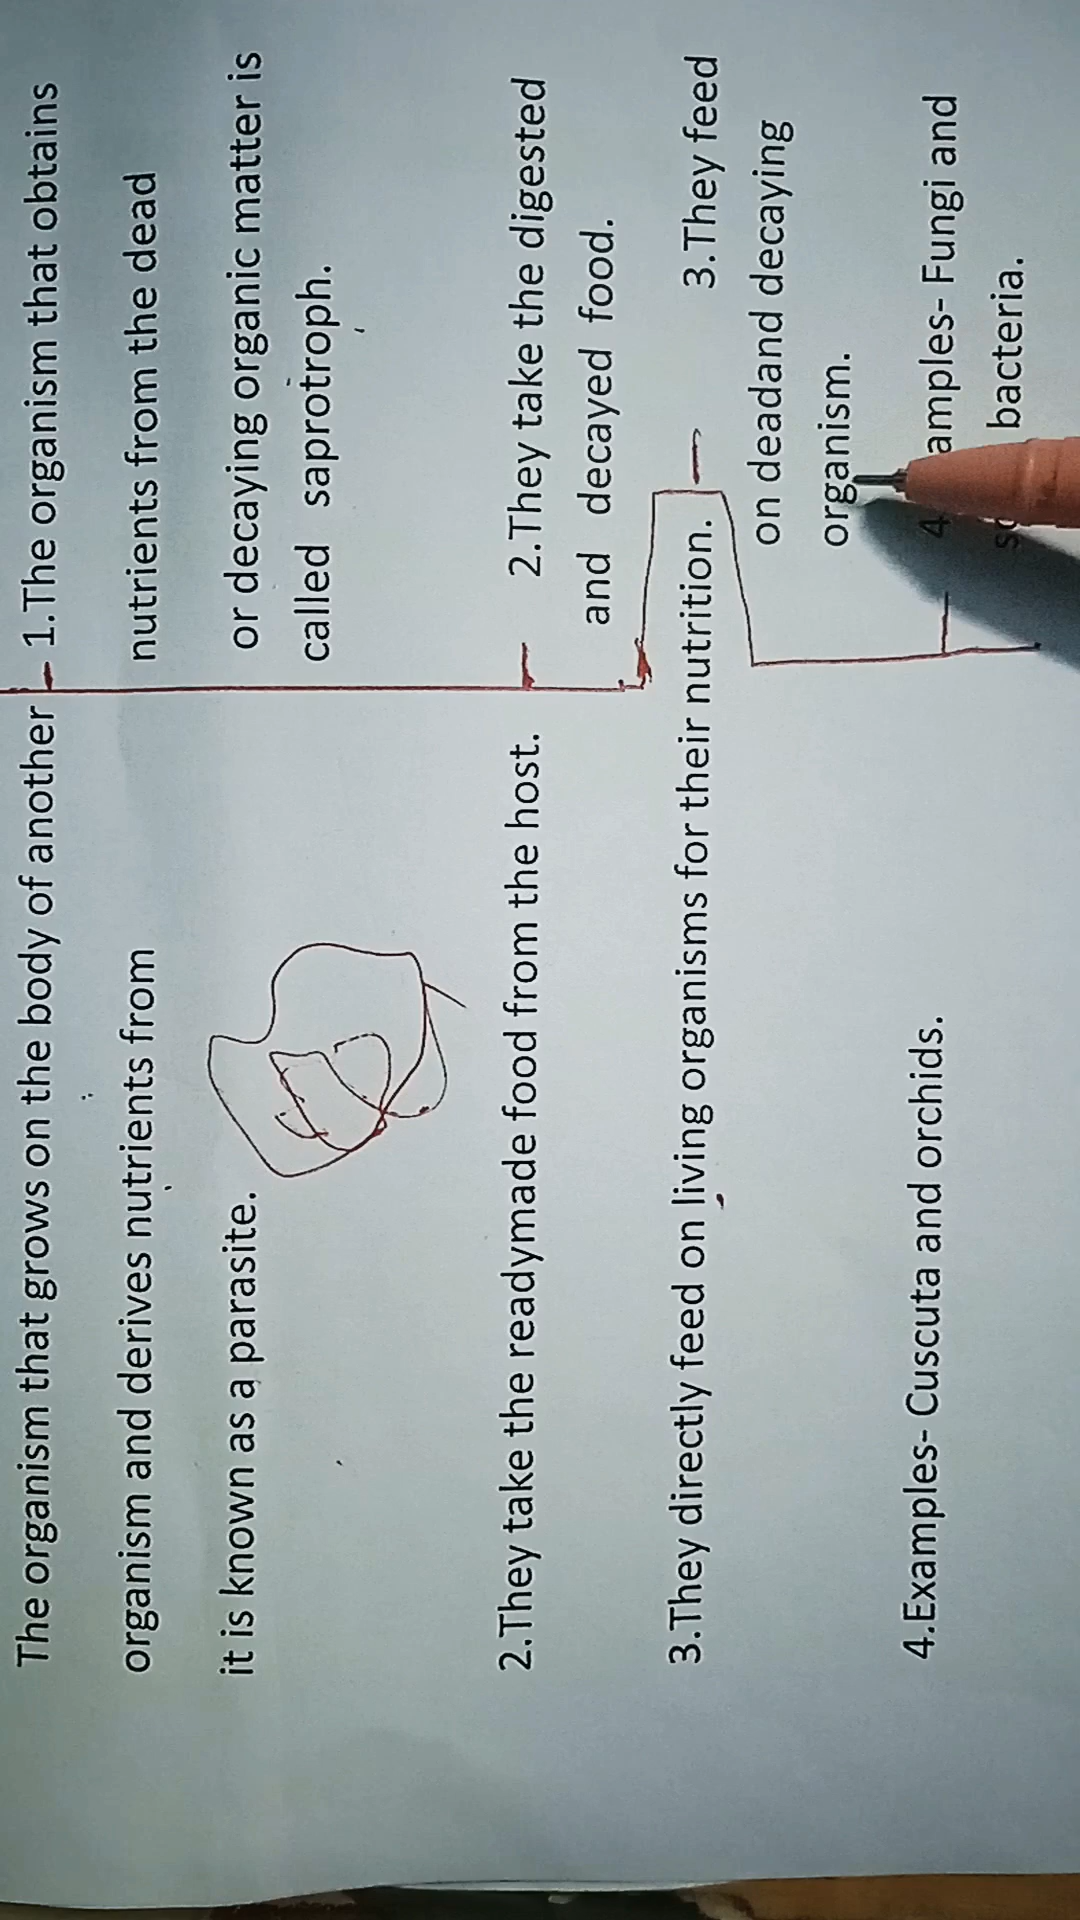 The organism that grows on the body of another
organism and derives nutrients from
it is known as a parasite.
2.They take the readymade food from the host.
3.They directly feed on living organisms for their nutrition.
4.Examples- Cuscuta and orchids.
1.The organism that obtains
nutrients from the dead
or decaying organic matter is
called saprotroph.
2.They take the digested
and decayed food.
3.They feed
on deadand decaying
organism.
amples- Fungi and
bacteria.